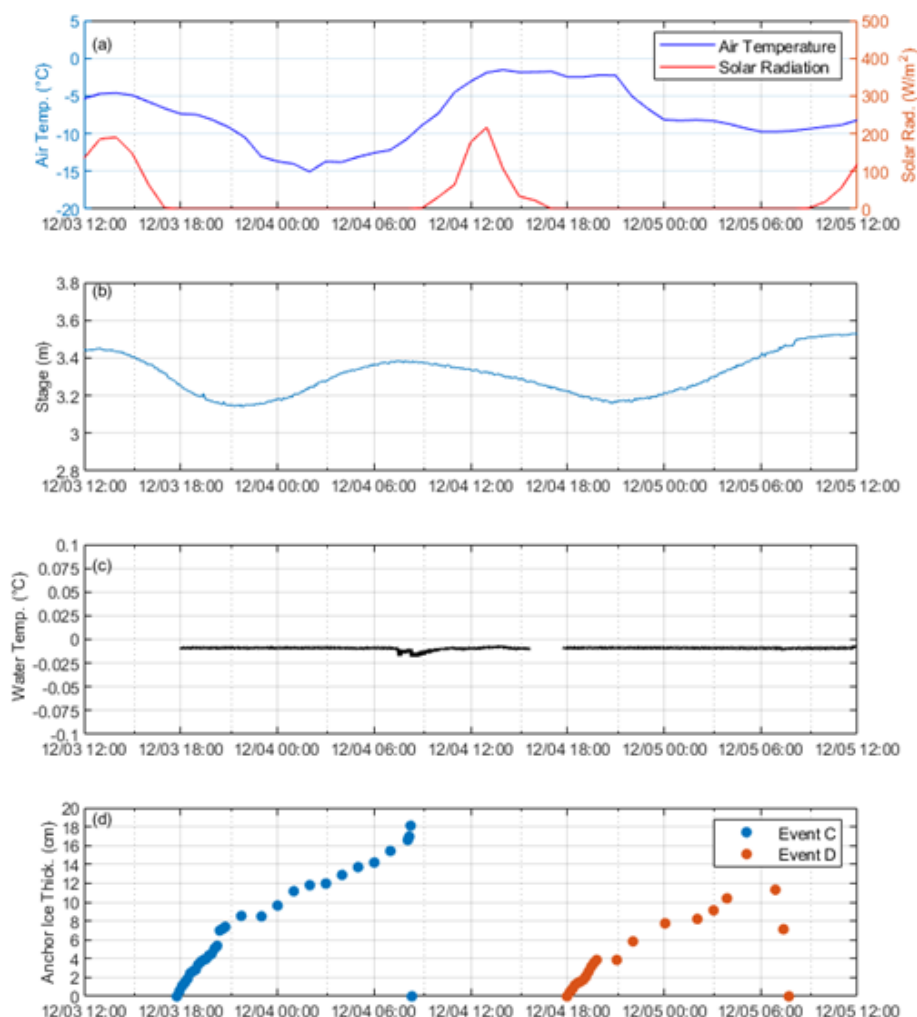 (a)
Air Temperature
Solar Radiation
Air Temp. (°C)
5
0
-5
-10
-15
-20
Solar Rad. (W/m²)
500
400
300
200
100
0
12/03 12:00 12/03 18:00 12/04 00:00 12/04 06:00 12/04 12:00 12/04 18:00 12/05 00:00 12/05 06:00 12/05 12:00
(b)
Stage (m)
3.8
3.6
3.4
3.2
3
2.8
12/03 12:00 12/03 18:00 12/04 00:00 12/04 06:00 12/04 12:00 12/04 18:00 12/05 00:00 12/05 06:00 12/05 12:00
(c)
Water Temp. (°C)
0.1
0.075
0.05
0.025
0
-0.025
-0.05
-0.075
-0.1
12/03 12:00 12/03 18:00 12/04 00:00 12/04 06:00 12/04 12:00 12/04 18:00 12/05 00:00 12/05 06:00 12/05 12:00
(d)
Event C
Event D
Anchor Ice Thick. (cm)
20
18
16
14
12
10
8
6
4
2
0
12/03 12:00 12/03 18:00 12/04 00:00 12/04 06:00 12/04 12:00 12/04 18:00 12/05 00:00 12/05 06:00 12/05 12:00